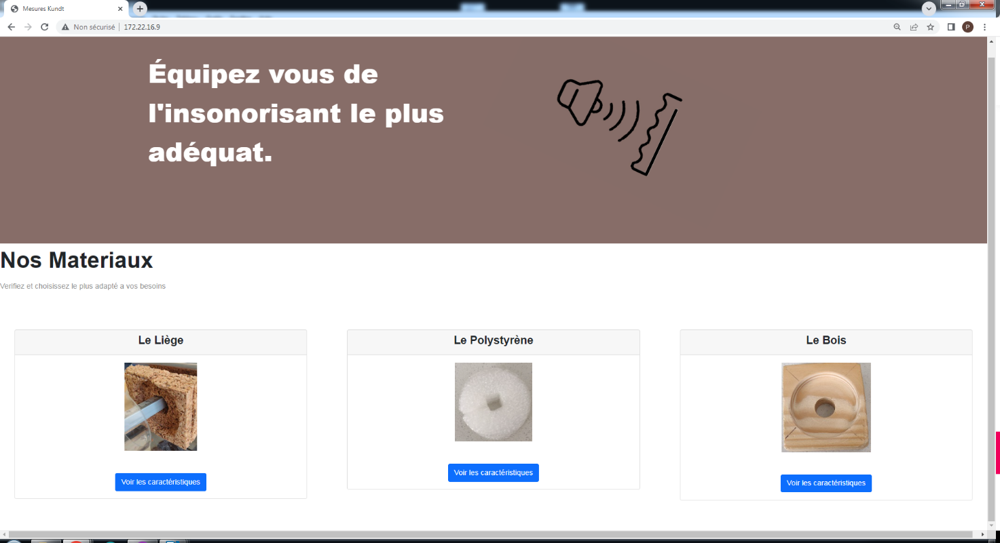 Mesures Kundt
Non sécurisé
172.22.16.9
P
Équipez vous de
l'insonorisant le plus
adéquat.
Nos Materiaux
Verifiez et choisissez le plus adapté a vos besoins
Le Liège
Le Polystyrène
Le Bois
Voir les caractéristiques
Voir les caractéristiques
Voir les caractéristiques